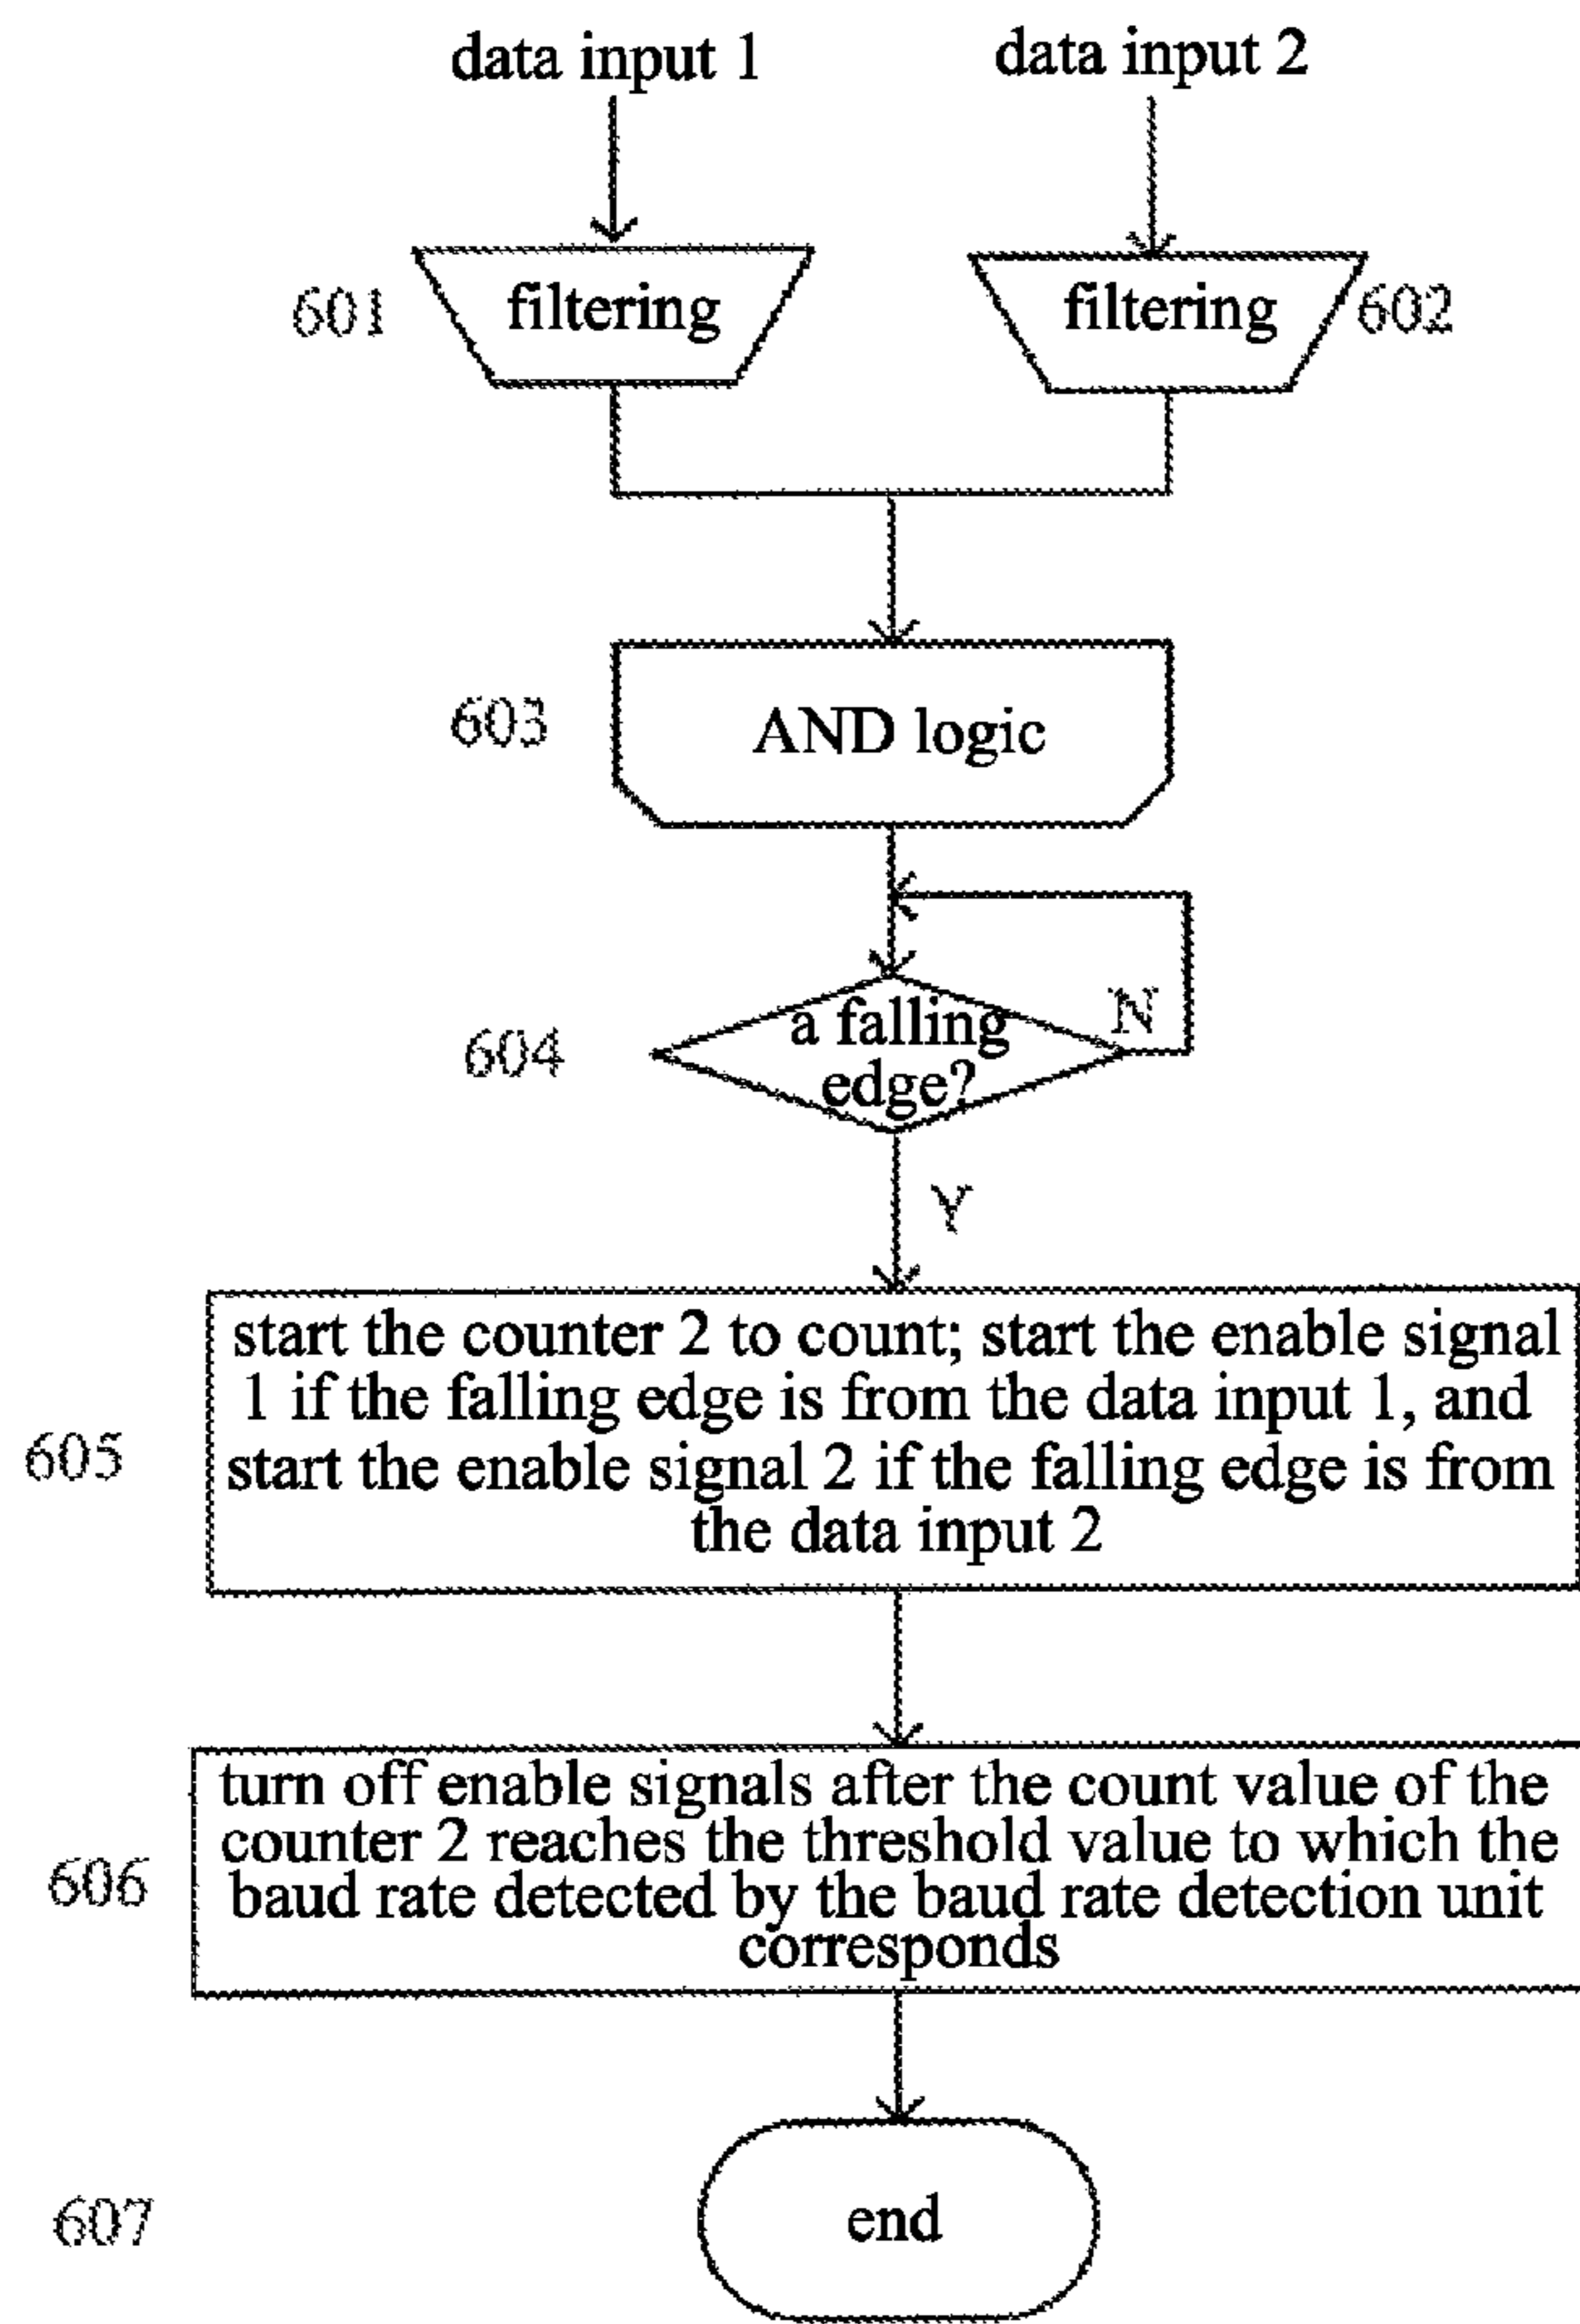 data input 1
data input 2
601
filtering
filtering
602
603
AND logic
604
a falling
edge?
N
Y
605
start the counter 2 to count; start the enable signal
1 if the falling edge is from the data input 1, and
start the enable signal 2 if the falling edge is from
the data input 2
606
turn off enable signals after the count value of the
counter 2 reaches the threshold value to which the
baud rate detected by the baud rate detection unit
corresponds
607
end